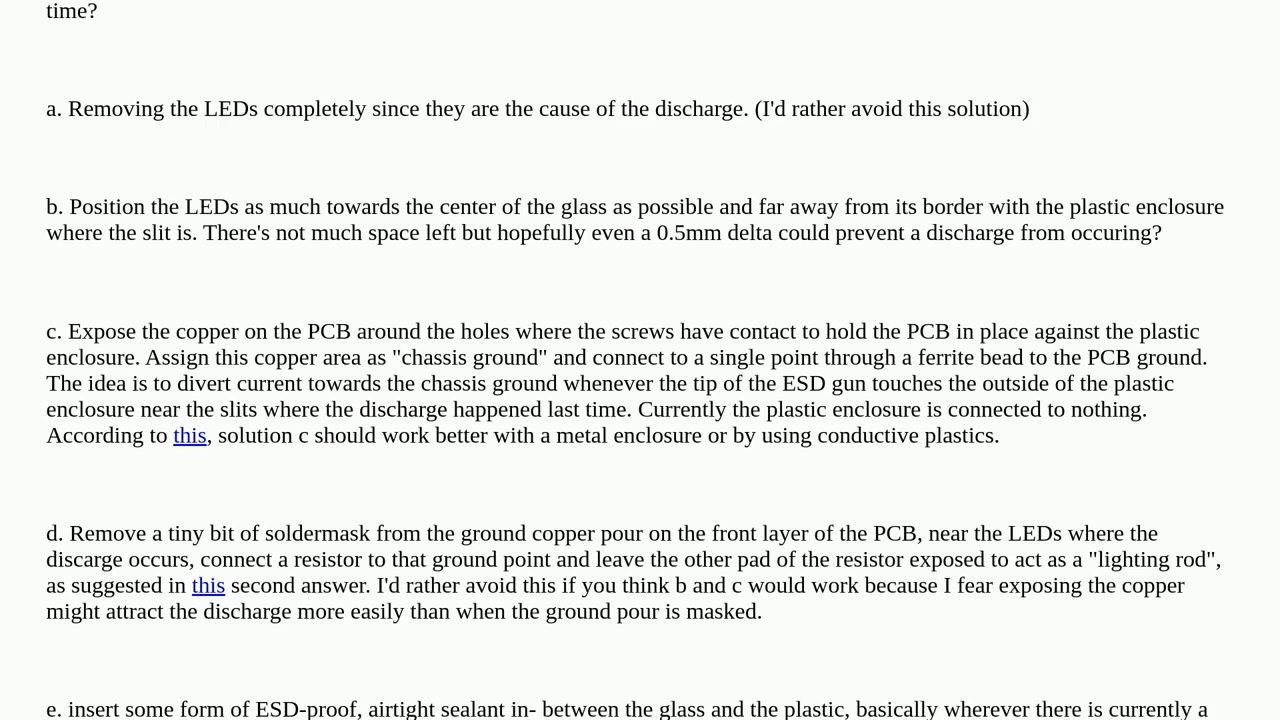 time?
a. Removing the LEDs completely since they are the cause of the discharge. (I'd rather avoid this solution)
b. Position the LEDs as much towards the center of the glass as possible and far away from its border with the plastic enclosure
where the slit is. There's not much space left but hopefully even a 0.5mm delta could prevent a discharge from occuring?
c. Expose the copper on the PCB around the holes where the screws have contact to hold the PCB in place against the plastic
enclosure. Assign this copper area as "chassis ground" and connect to a single point through a ferrite bead to the PCB ground.
The idea is to divert current towards the chassis ground whenever the tip of the ESD gun touches the outside of the plastic
enclosure near the slits where the discharge happened last time. Currently the plastic enclosure is connected to nothing.
According to this, solution c should work better with a metal enclosure or by using conductive plastics.
d. Remove a tiny bit of soldermask from the ground copper pour on the front layer of the PCB, near the LEDs where the
discarge occurs, connect a resistor to that ground point and leave the other pad of the resistor exposed to act as a "lighting rod",
as suggested in this second answer. I'd rather avoid this if you think b and c would work because I fear exposing the copper
might attract the discharge more easily than when the ground pour is masked.
e. insert some form of ESD-proof, airtight sealant in- between the glass and the plastic, basically wherever there is currently a